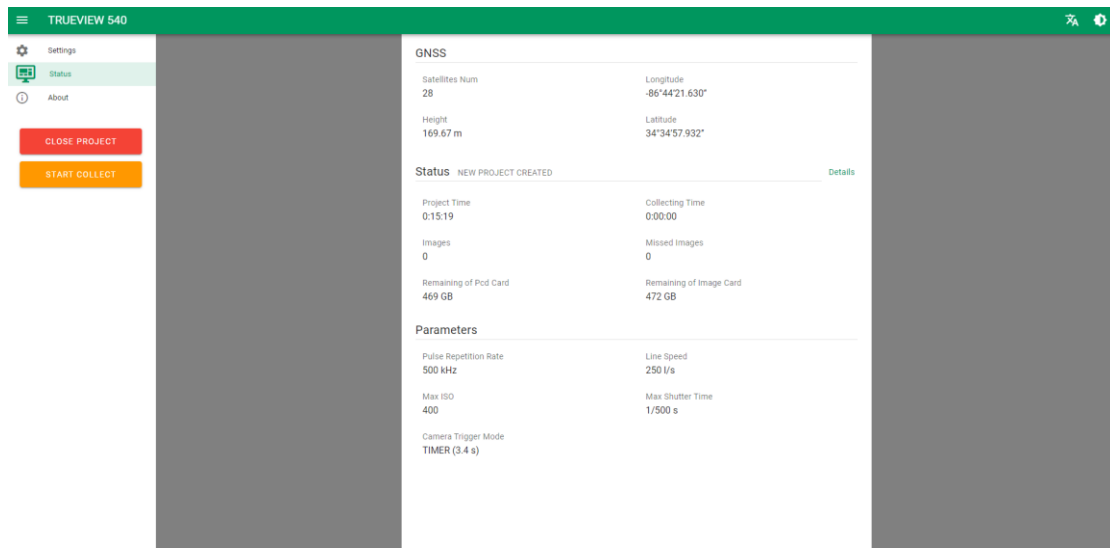 TRUEVIEW 540
Settings
Status
About
CLOSE PROJECT
START COLLECT
GNSS
Satellites Num Longitude
28 -86°44'21.630"
Height Latitude
169.67 m 34°34'57.932"
Status NEW PROJECT CREATED Details
Project Time Collecting Time
0:15:19 0:00:00
Images Missed Images
0 0
Remaining of Pcd Card Remaining of Image Card
469 GB 472 GB
Parameters
Pulse Repetition Rate Line Speed
500 kHz 250 l/s
Max ISO Max Shutter Time
400 1/500 s
Camera Trigger Mode
TIMER (3.4 s)